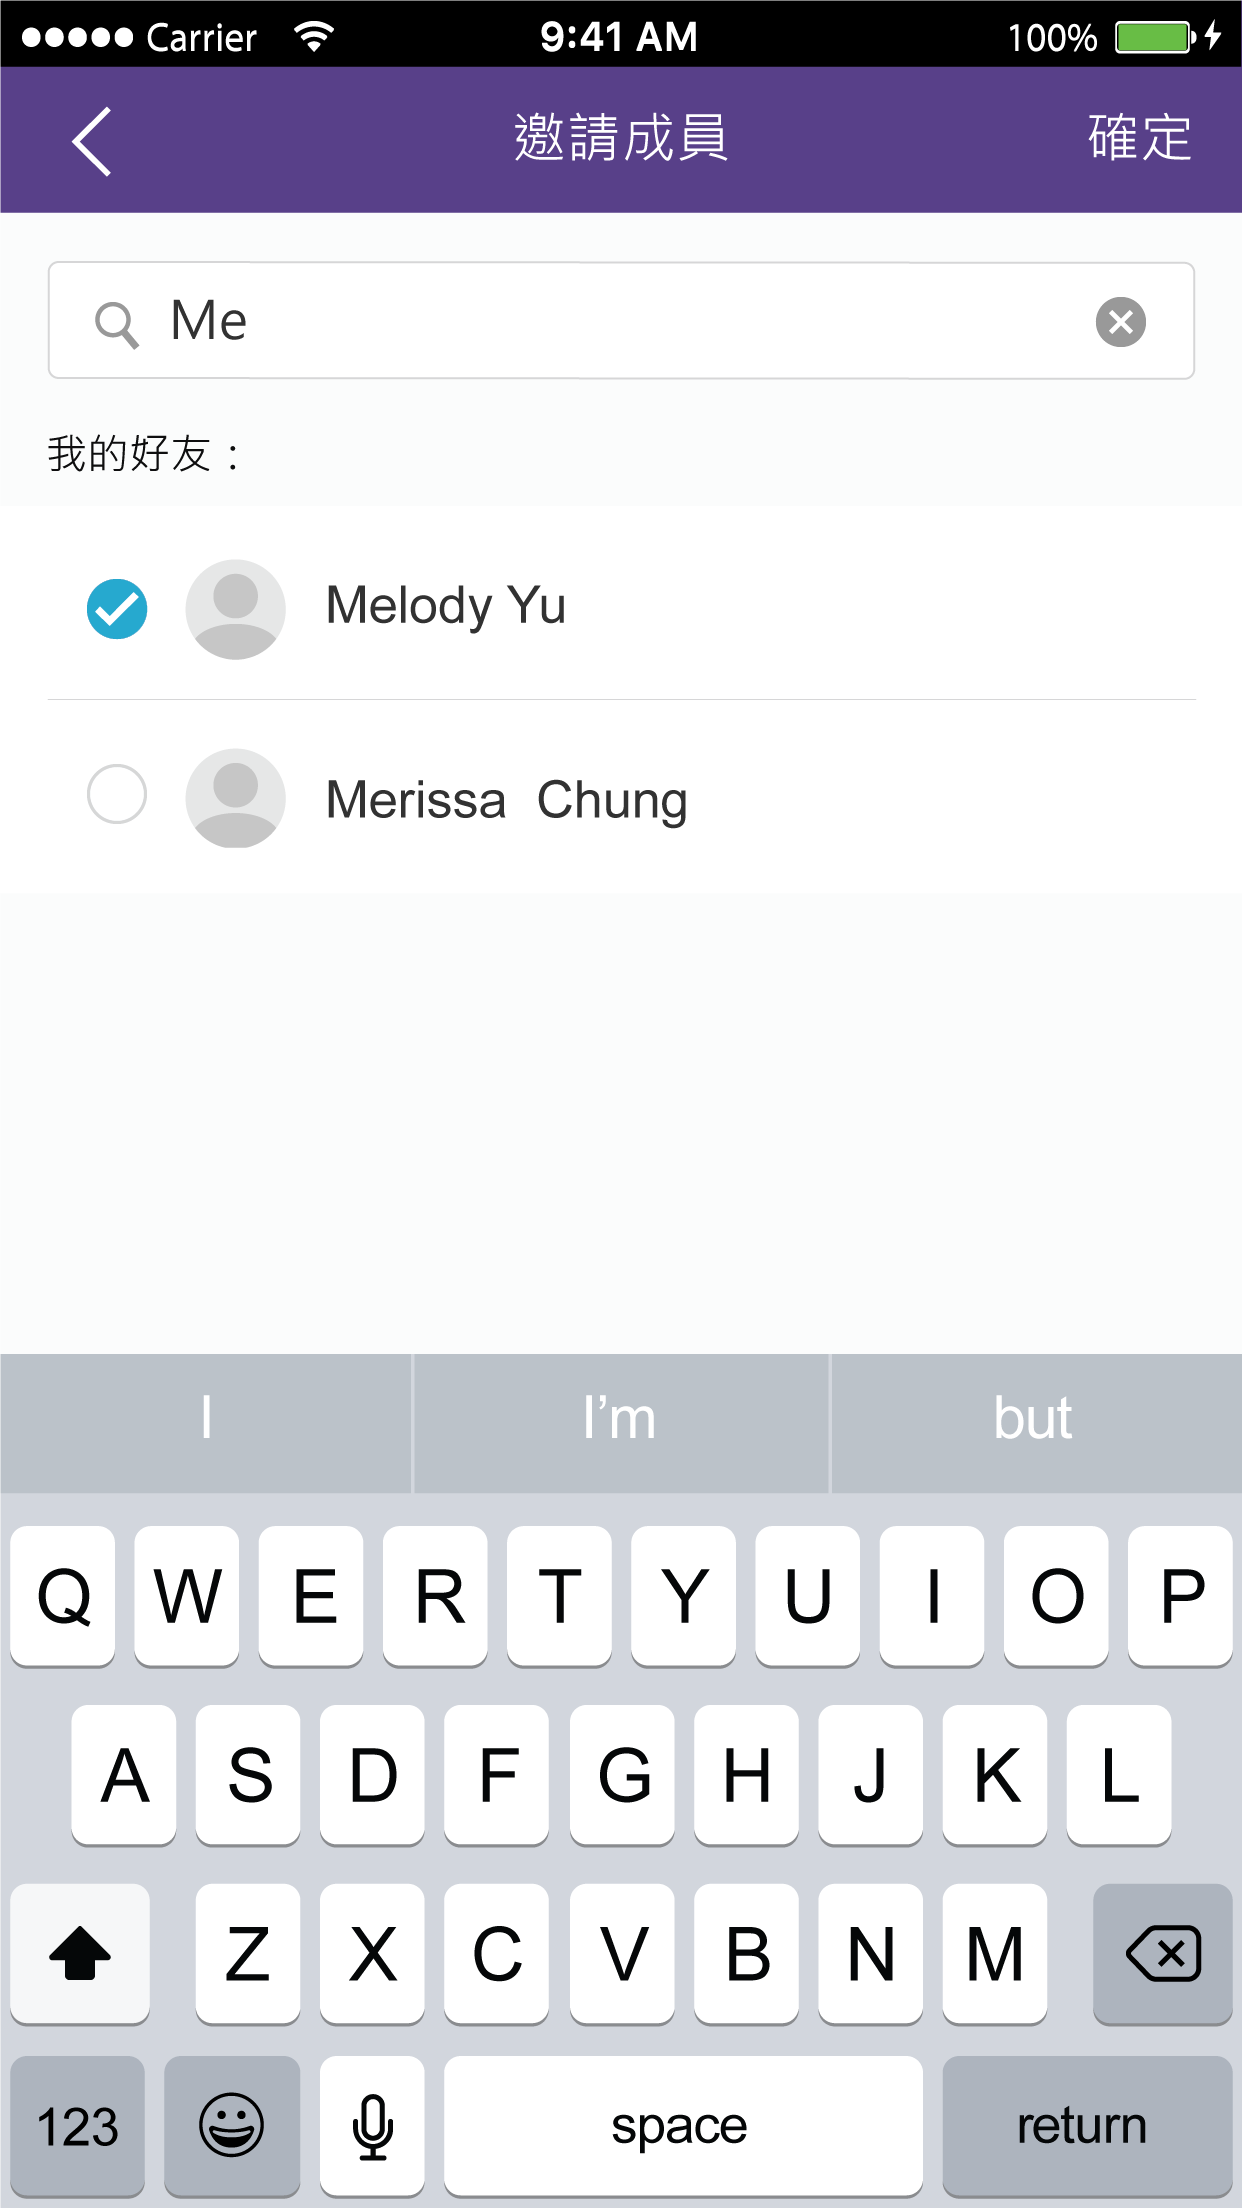 Carrier 9:41 AM 100%
邀請成員 確定
Me
我的好友：
Melody Yu
Merissa  Chung
I I’m but
Q W E R T Y U I O P
A S D F G H J K L
Z X C V B N M
123 space return